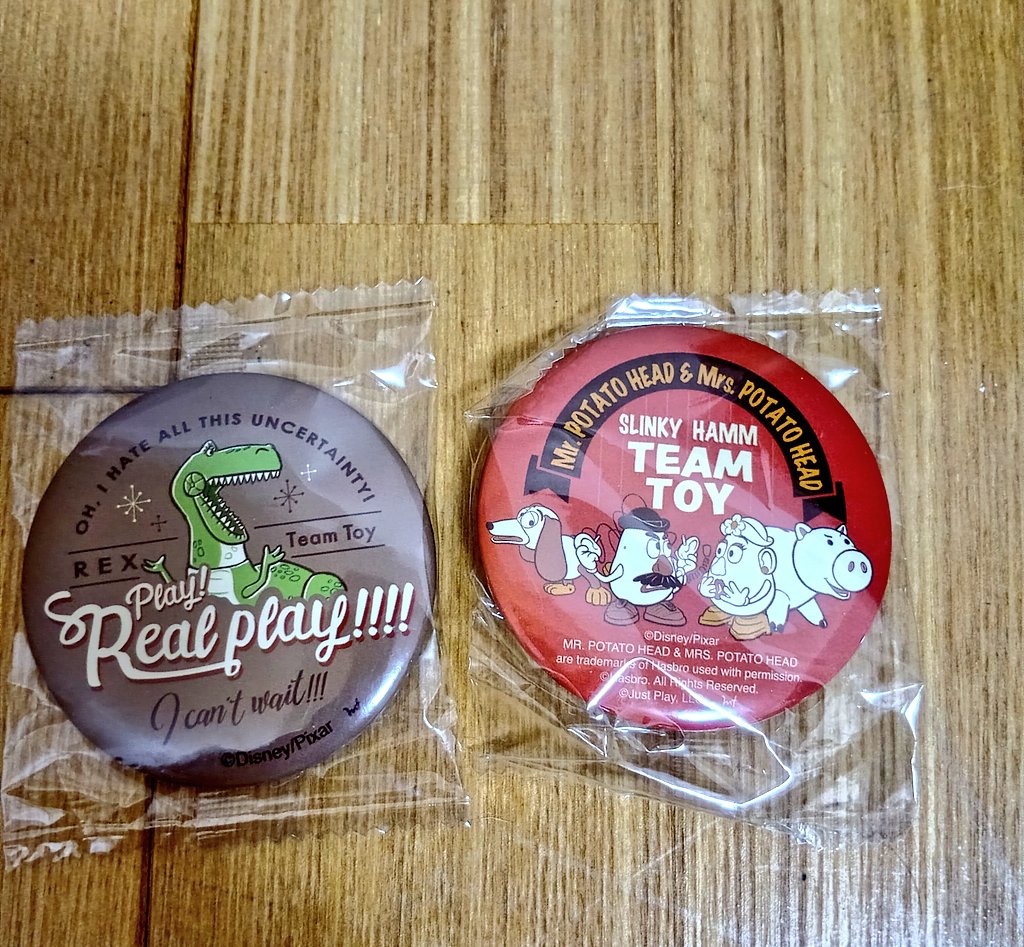 OH, I HATE ALL THIS UNCERTAINTY!
REX
Team Toy
Play!
Real play!!!!
I can't wait!!!
©Disney/Pixar
Mr. POTATO HEAD & Mrs. POTATO HEAD
SLINKY HAMM
TEAM
TOY
©Disney/Pixar
MR. POTATO HEAD & MRS. POTATO HEAD
are trademarks of Hasbro used with permission.
©Hasbro. All Rights Reserved.
©Just Play,